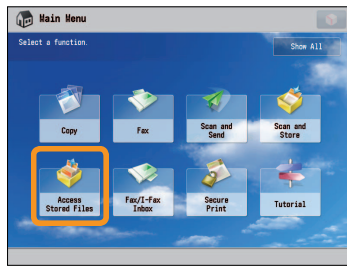 Main Menu
Select a function.
Show All
Copy
Fax
Scan and
Send
Scan and
Store
Access
Stored Files
Fax/I-Fax
Inbox
Secure
Print
Tutorial